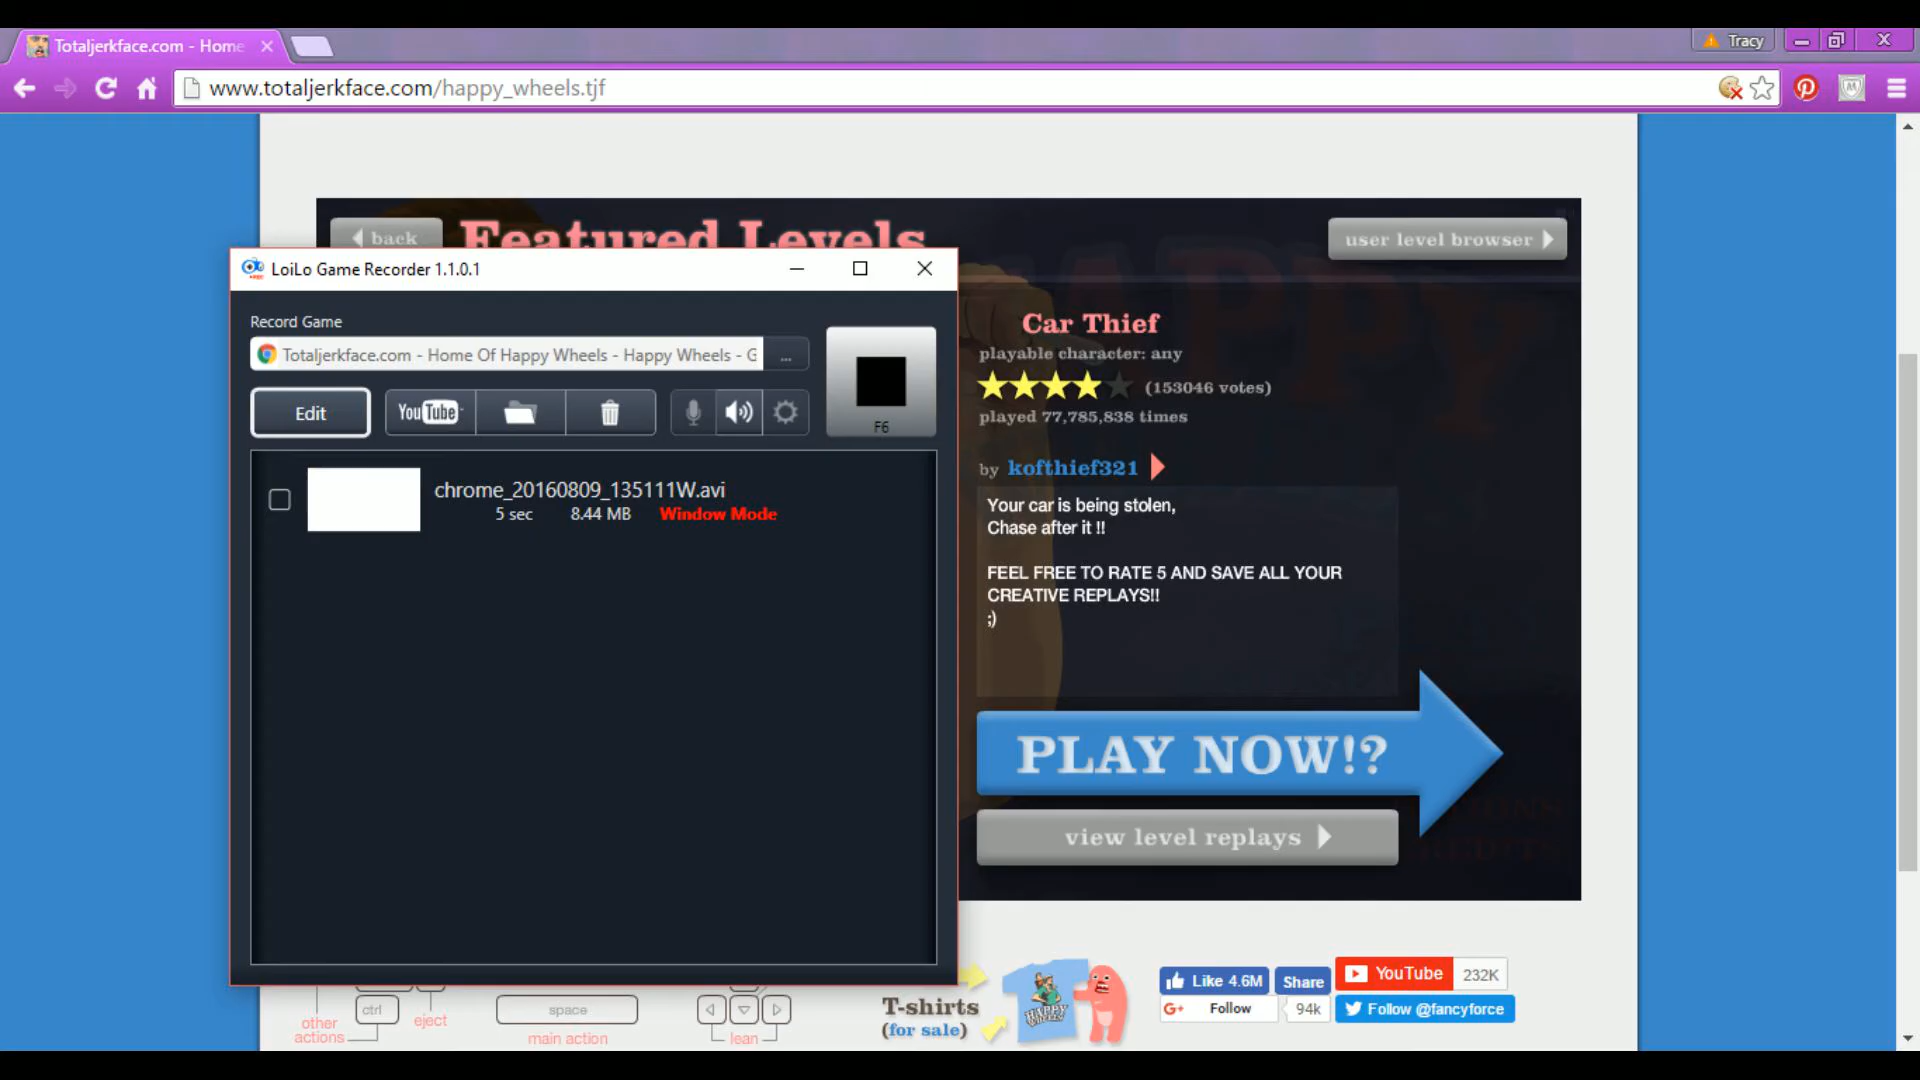 Totaljerkface.com - Home
Tracy
www.totaljerkface.com/happy_wheels.tjf
back
Featured Levels
user level browser
LoiLo Game Recorder 1.1.0.1
Record Game
Totaljerkface.com - Home Of Happy Wheels - Happy Wheels - G
...
Edit
YouTube
F6
chrome_20160809_135111W.avi
5 sec 8.44 MB Window Mode
Car Thief
playable character: any
(153046 votes)
played 77,785,838 times
by kofthief321
Your car is being stolen,
Chase after it !!
FEEL FREE TO RATE 5 AND SAVE ALL YOUR
CREATIVE REPLAYS!!
;)
PLAY NOW!?
view level replays
other
actions
ctrl
eject
space
main action
lean
T-shirts
(for sale)
HAPPY
WHEELS
Like 4.6M
Share
YouTube 232K
G+ Follow 94k
Follow @fancyforce